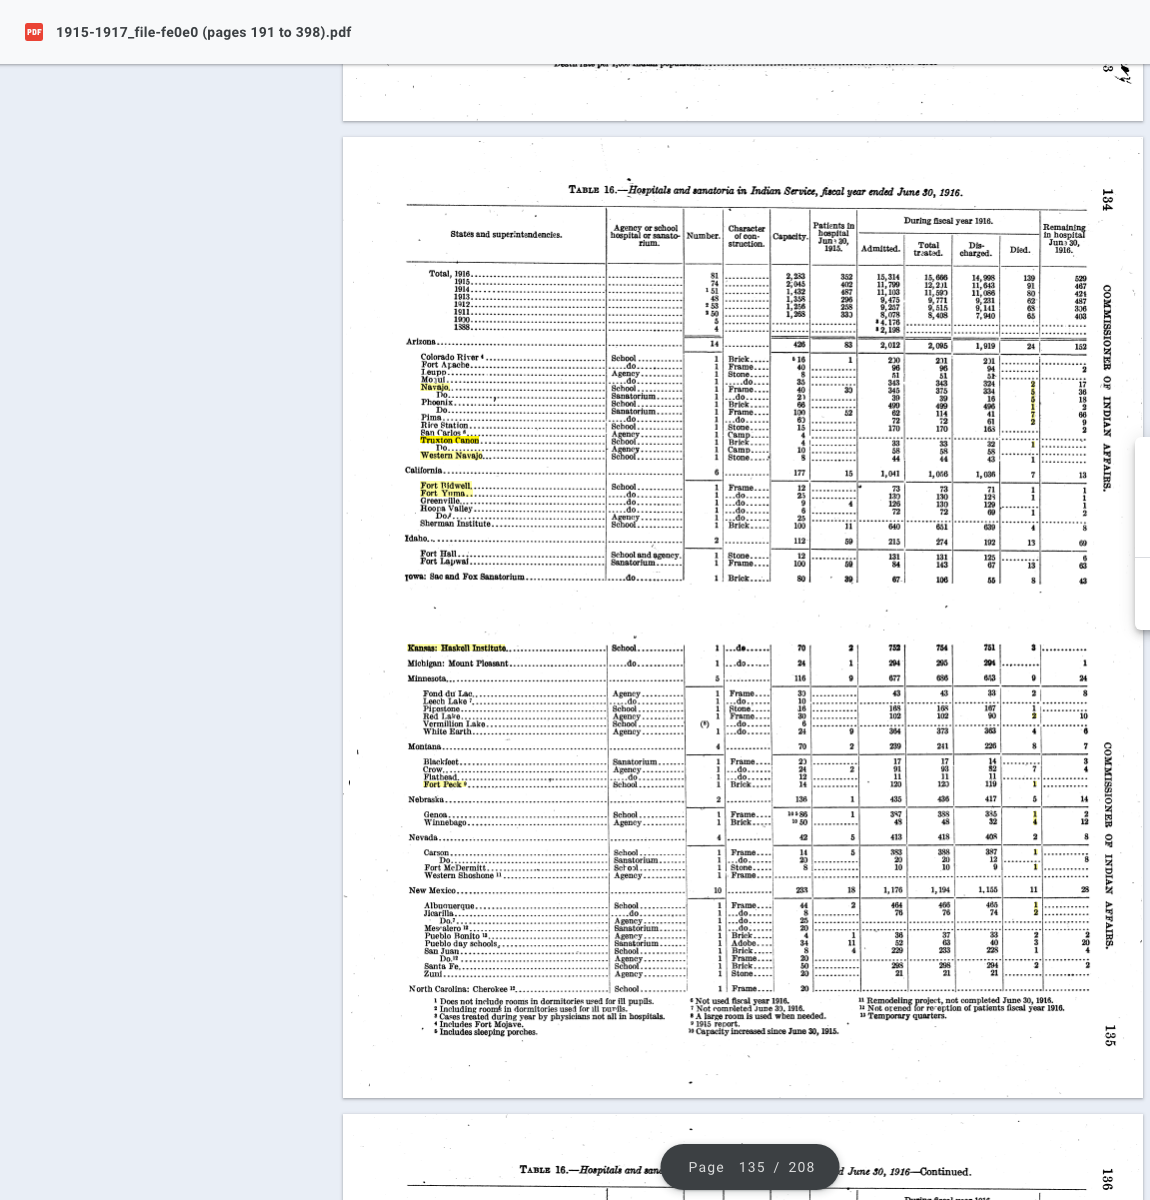 1915-1917_file-fe0e0 (pages 191 to 398).pdf
TABLE 16.—Hospitals and sanatoria in Indian Service, fiscal year ended June 30, 1916.
134
COMMISSIONER OF INDIAN AFFAIRS.
States and superintendencies. Agency or school hospital or sanatorium. Number. Character of construction. Capacity. Patients in hospital June 30, 1915. During fiscal year 1916. Remaining in hospital June 30, 1916.
Admitted. Total treated. Discharged. Died.
Total, 1916 81 2,283 352 15,314 15,666 14,998 139 529
1915 74 2,045 402 11,799 12,201 11,643 91 467
1914 ¹ 51 1,432 487 11,103 11,590 11,086 80 424
1913 48 1,358 296 9,475 9,771 9,231 62 487
1912 ² 53 1,256 258 9,257 9,515 9,141 68 306
1911 ² 50 1,268 330 8,078 8,408 7,940 65 403
1900 5 ³ 4,176
1888 4 ³ 2,198
Arizona 14 426 83 2,012 2,095 1,919 24 152
Colorado River ⁴ School 1 Brick ⁵ 16 1 230 231 231
Fort Apache do 1 Frame 40 96 96 94 2
Leupp Agency 1 Stone 8 51 51 51
Moqui do 1 do 35 343 343 324 2 17
Navajo School 1 Frame 40 30 345 375 334 5 36
Do Sanatorium 1 do 20 39 39 16 5 18
Phoenix School 1 Brick 66 499 499 496 1 2
Do Sanatorium 1 Frame 100 52 62 114 41 7 66
Pima do 1 do 60 72 72 61 2 9
Rice Station School 1 Stone 15 170 170 168 2
San Carlos ⁶ Agency 1 Camp 4
Truxton Canon School 1 Brick 4 33 33 32 1
Do Agency 1 Camp 10 58 58 58
Western Navajo School 1 Stone 8 44 44 43 1
California 6 177 15 1,041 1,056 1,036 7 13
Fort Bidwell School 1 Frame 12 73 73 71 1 1
Fort Yuma do 1 do 25 130 130 128 1 1
Greenville do 1 do 9 4 126 130 129 1
Hoopa Valley do 1 do 6 72 72 69 1 2
Do ⁷ Agency 1 do 25
Sherman Institute School 1 Brick 100 11 640 651 639 4 8
Idaho 2 112 59 215 274 192 13 69
Fort Hall School and agency 1 Stone 12 131 131 125 6
Fort Lapwai Sanatorium 1 Frame 100 59 84 143 67 13 63
Iowa: Sac and Fox Sanatorium do 1 Brick 80 39 67 106 55 8 43
Kansas: Haskell Institute School 1 do 70 2 752 754 751 3
Michigan: Mount Pleasant do 1 do 24 1 294 295 294 1
Minnesota 5 116 9 677 686 653 9 24
Fond du Lac Agency 1 Frame 30 43 43 33 2 8
Leech Lake ⁷ do 1 do 10
Pipestone School 1 Stone 16 168 168 167 1
Red Lake Agency 1 Frame 30 102 102 90 2 10
Vermillion Lake School (⁸) do 6
White Earth Agency 1 do 24 9 364 373 363 4 6
Montana 4 70 2 239 241 226 8 7
Blackfeet Sanatorium 1 Frame 20 17 17 14 3
Crow Agency 1 do 24 2 91 93 82 7 4
Flathead do 1 do 12 11 11 11
Fort Peck ⁹ School 1 Brick 14 120 120 119 1
Nebraska 2 136 1 435 436 417 5 14
Genoa School 1 Frame 86 1 387 388 385 1 2
Winnebago Agency 1 Brick ¹⁰ 50 48 48 32 4 12
Nevada 4 42 5 413 418 408 2 8
Carson School 1 Frame 14 5 383 388 387 1
Do Sanatorium 1 do 20 20 20 12 8
Fort McDermitt School 1 Stone 8 10 10 9 1
Western Shoshone ¹¹ Agency 1 Frame
New Mexico 10 233 18 1,176 1,194 1,155 11 28
Albuquerque School 1 Frame 44 2 464 466 465 1
Jicarilla do 1 do 8 76 76 74 2
Do.⁷ Agency 1 do 25
Mescalero ¹² Sanatorium 1 do 20
Pueblo Bonito ¹³ Agency 1 Brick 4 1 36 37 33 2 2
Pueblo day schools Sanatorium 1 Adobe 34 11 52 63 40 3 20
San Juan School 1 Brick 8 4 229 233 228 1 4
Do.¹² Agency 1 Frame 20
Santa Fe School 1 Brick 50 298 298 294 2 2
Zuni Agency 1 Stone 20 21 21 21
North Carolina: Cherokee ¹² School 1 Frame 20
¹ Does not include rooms in dormitories used for ill pupils.
² Including rooms in dormitories used for ill pupils.
³ Cases treated during year by physicians not all in hospitals.
⁴ Includes Fort Mojave.
⁵ Includes sleeping porches.
⁶ Not used fiscal year 1916.
⁷ Not completed June 30, 1916.
⁸ A large room is used when needed.
⁹ 1915 report.
¹⁰ Capacity increased since June 30, 1915.
¹¹ Remodeling project, not completed June 30, 1916.
¹² Not opened for reception of patients fiscal year 1916.
¹³ Temporary quarters.
COMMISSIONER OF INDIAN AFFAIRS.
135
TABLE 16.—Hospitals and san
d June 30, 1916—Continued.
136
Page 135 / 208